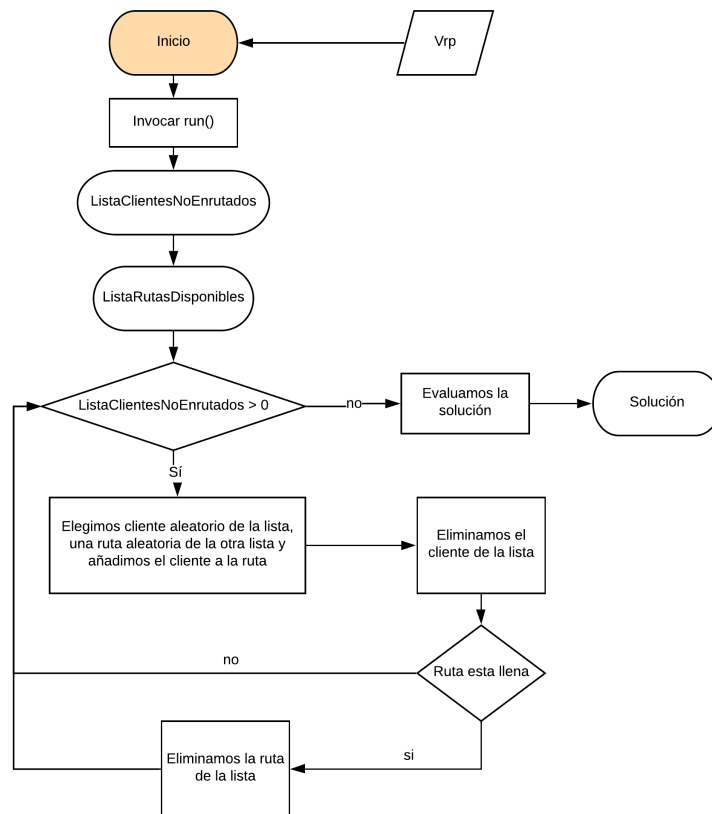 Inicio
Vrp
Invocar run()
ListaClientesNoEnrutados
ListaRutasDisponibles
ListaClientesNoEnrutados > 0
no
Evaluamos la
solución
Solución
Sí
Elegimos cliente aleatorio de la lista,
una ruta aleatoria de la otra lista y
añadimos el cliente a la ruta
Eliminamos el
cliente de la lista
Ruta esta llena
no
si
Eliminamos la ruta
de la lista